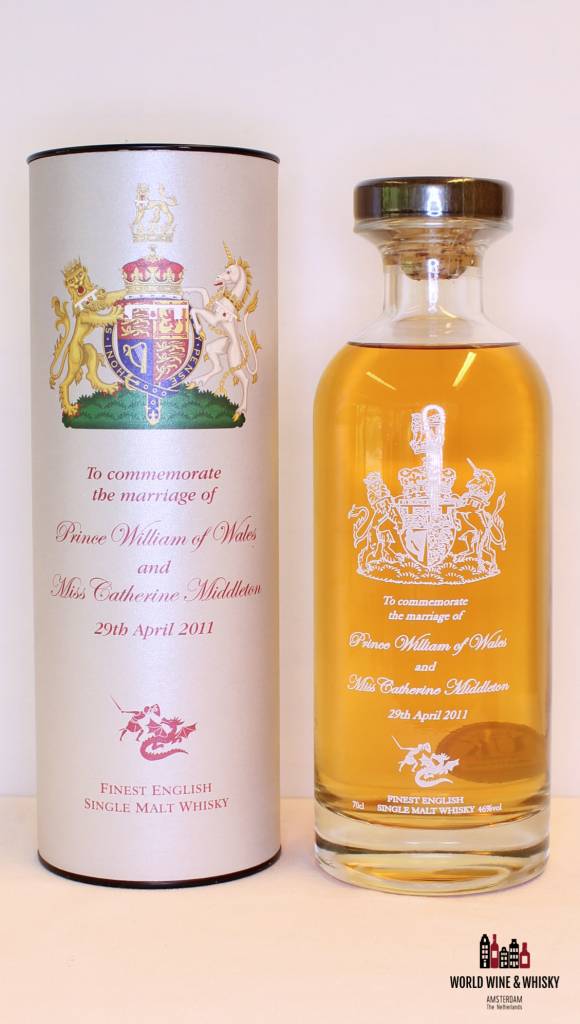 HONI
PENSE
To commemorate
the marriage of
Prince William of Wales
and
Miss Catherine Middleton
29th April 2011
FINEST ENGLISH
SINGLE MALT WHISKY
To commemorate
the marriage of
Prince William of Wales
and
Miss Catherine Middleton
29th April 2011
FINEST ENGLISH
70cl SINGLE MALT WHISKY 46%vol
WORLD WINE & WHISKY
AMSTERDAM
The Netherlands